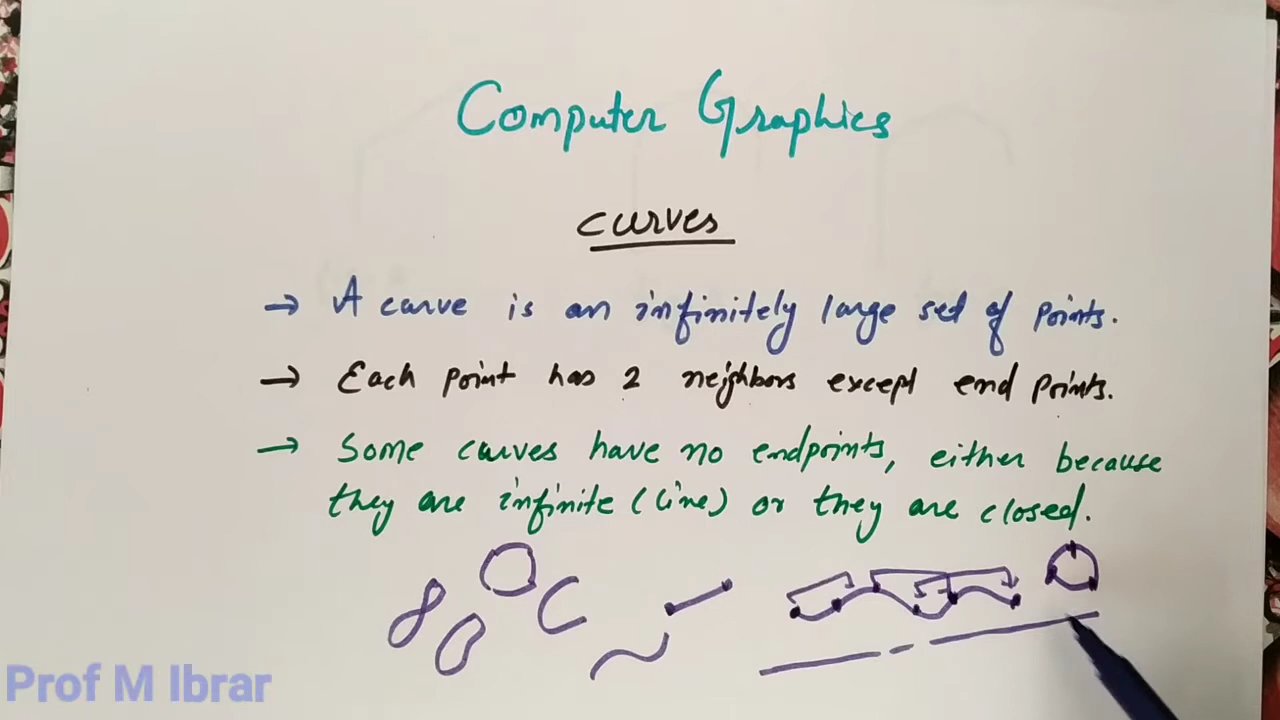 Computer Graphics
curves
→ A curve is an infinitely large set of points.
→ Each point has 2 neighbors except end points.
→ Some curves have no endpoints, either because
they are infinite (line) or they are closed.
Prof M Ibrar